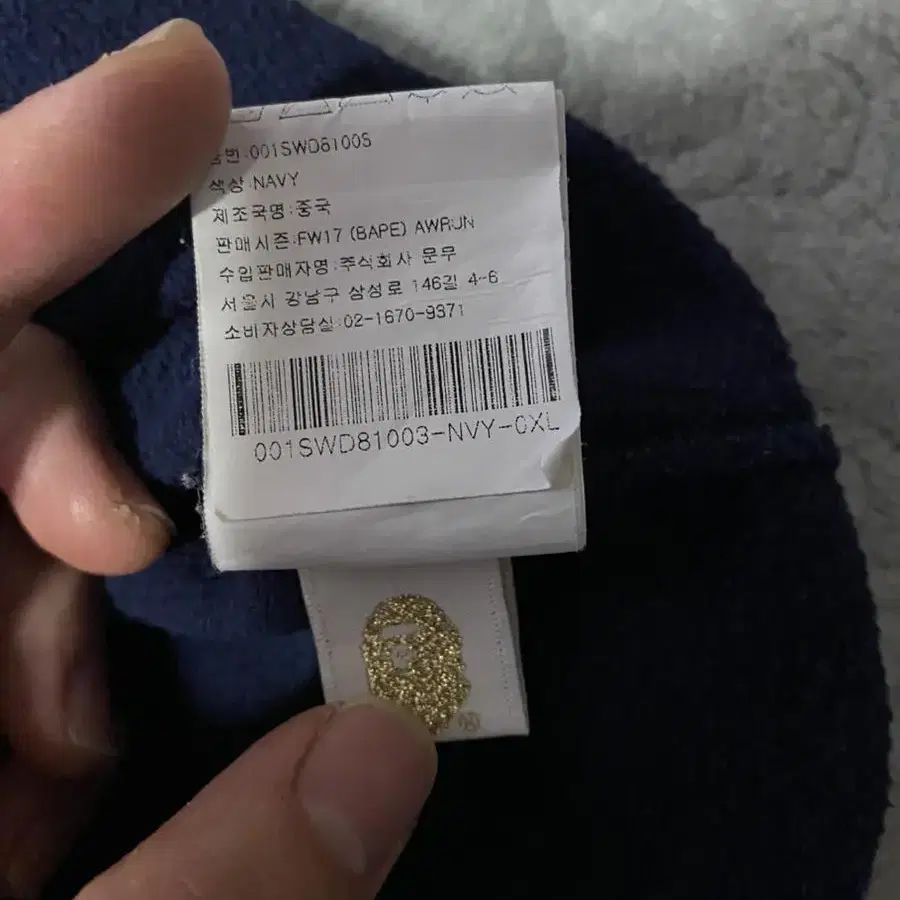 품번:001SWD81003
색상:NAVY
제조국명:중국
판매시즌:FW17 (BAPE) AWRUN
수입판매자명:주식회사 문무
서울시 강남구 삼성로 146길 4-6
소비자상담실:02-1670-9371
001SWD81003-NVY-0XL